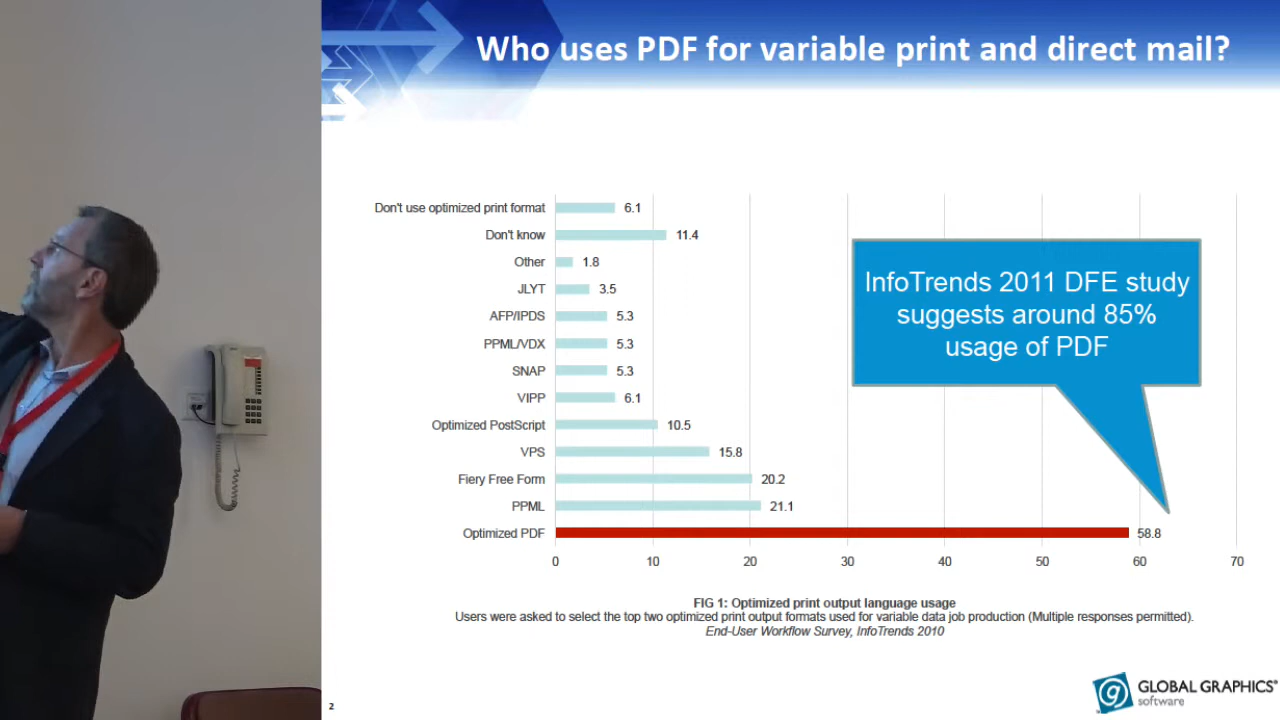 Who uses PDF for variable print and direct mail?
Don't use optimized print format 6.1
Don't know 11.4
Other 1.8
JLYT 3.5
AFP/IPDS 5.3
PPML/VDX 5.3
SNAP 5.3
VIPP 6.1
Optimized PostScript 10.5
VPS 15.8
Fiery Free Form 20.2
PPML 21.1
Optimized PDF 58.8
0 10 20 30 40 50 60 70
InfoTrends 2011 DFE study
suggests around 85%
usage of PDF
FIG 1: Optimized print output language usage
Users were asked to select the top two optimized print output formats used for variable data job production (Multiple responses permitted).
End-User Workflow Survey, InfoTrends 2010
2
g
GLOBAL GRAPHICS®
software